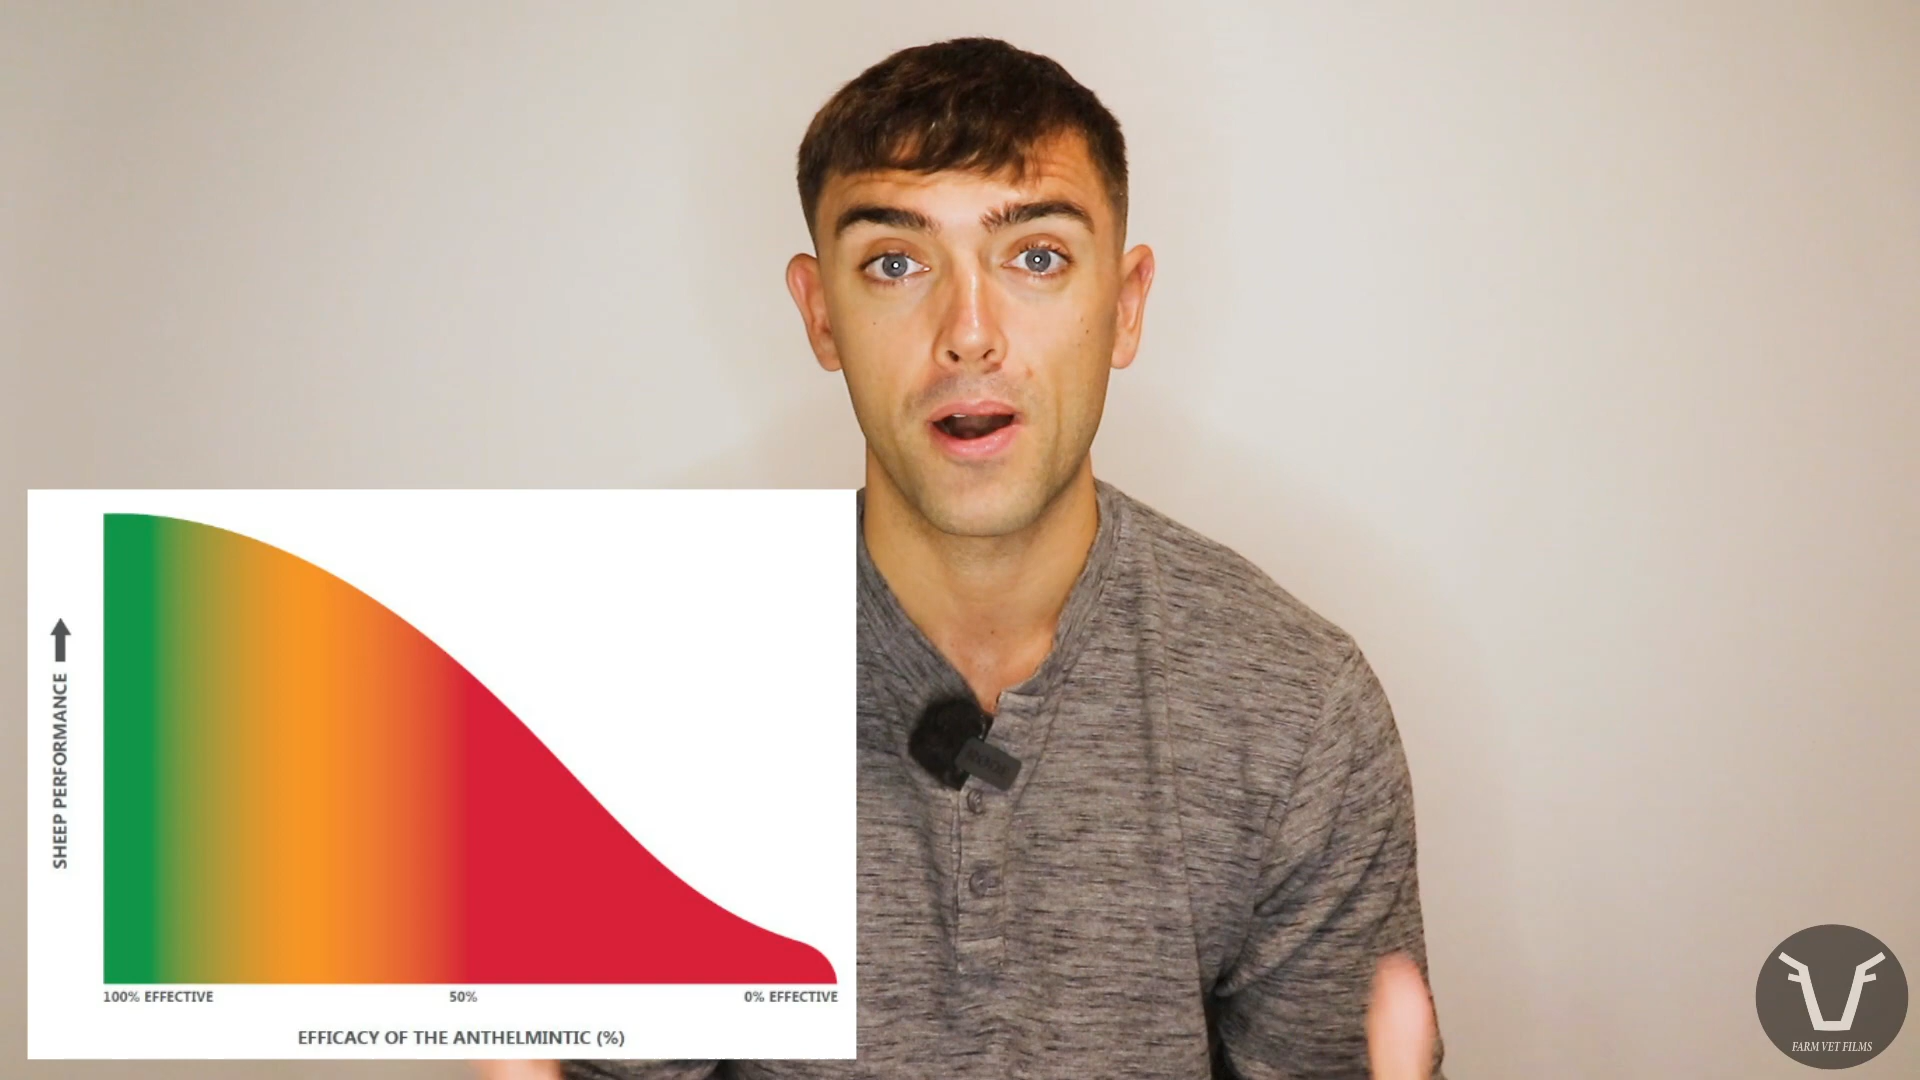 SHEEP PERFORMANCE
100% EFFECTIVE
50%
0% EFFECTIVE
EFFICACY OF THE ANTHELMINTIC (%)
FARM VET FILMS